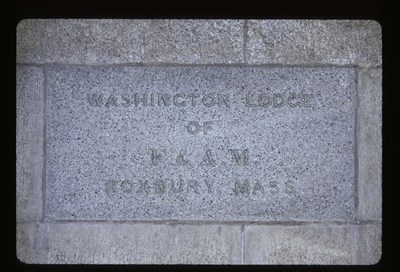 WASHINGTON LODGE
OF
F & A M
ROXBURY MASS